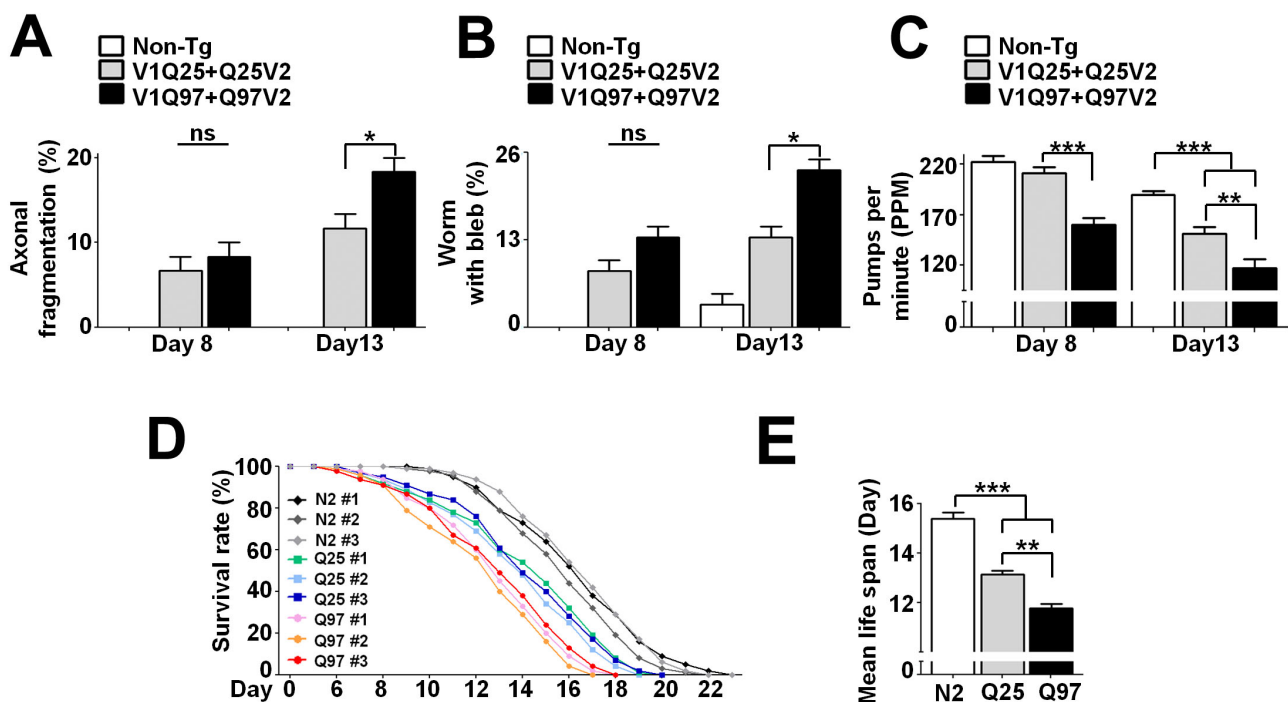 A
Non-Tg
V1Q25+Q25V2
V1Q97+Q97V2
Axonal
fragmentation (%)
20
10
0
ns
*
Day 8
Day13
B
Non-Tg
V1Q25+Q25V2
V1Q97+Q97V2
Worm
with bleb (%)
26
13
0
ns
*
Day 8
Day13
C
Non-Tg
V1Q25+Q25V2
V1Q97+Q97V2
Pumps per
minute (PPM)
220
170
120
0
***
***
**
Day 8
Day13
D
Survival rate (%)
100
80
60
40
20
0
N2 #1
N2 #2
N2 #3
Q25 #1
Q25 #2
Q25 #3
Q97 #1
Q97 #2
Q97 #3
Day 0 6 8 10 12 14 16 18 20 22
E
Mean life span (Day)
16
14
12
0
***
**
N2 Q25 Q97